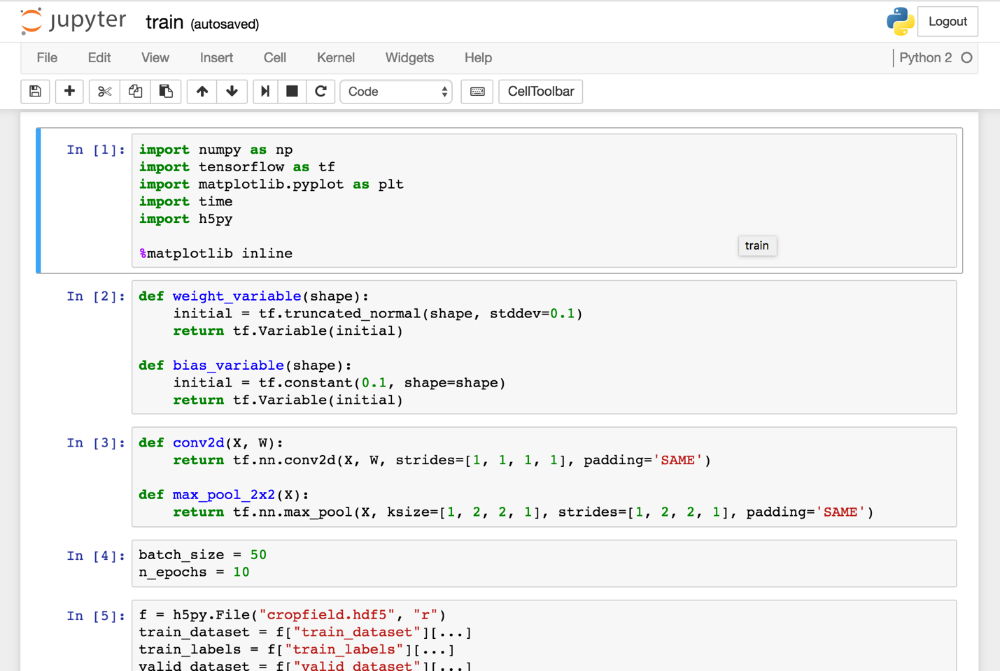 jupyter train (autosaved) Logout
File Edit View Insert Cell Kernel Widgets Help Python 2
Code CellToolbar
In [1]: import numpy as np
import tensorflow as tf
import matplotlib.pyplot as plt
import time
import h5py
train
%matplotlib inline
In [2]: def weight_variable(shape):
    initial = tf.truncated_normal(shape, stddev=0.1)
    return tf.Variable(initial)
def bias_variable(shape):
    initial = tf.constant(0.1, shape=shape)
    return tf.Variable(initial)
In [3]: def conv2d(X, W):
    return tf.nn.conv2d(X, W, strides=[1, 1, 1, 1], padding='SAME')
def max_pool_2x2(X):
    return tf.nn.max_pool(X, ksize=[1, 2, 2, 1], strides=[1, 2, 2, 1], padding='SAME')
In [4]: batch_size = 50
n_epochs = 10
In [5]: f = h5py.File("cropfield.hdf5", "r")
train_dataset = f["train_dataset"][...]
train_labels = f["train_labels"][...]
valid_dataset = f["valid_dataset"][...]